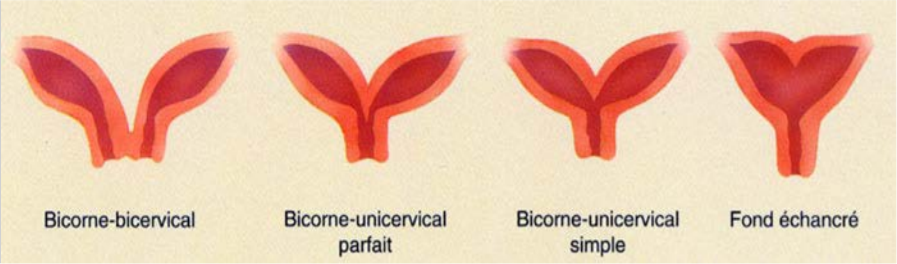 Bicorne-bicervical
Bicorne-unicervical
parfait
Bicorne-unicervical
simple
Fond échancré